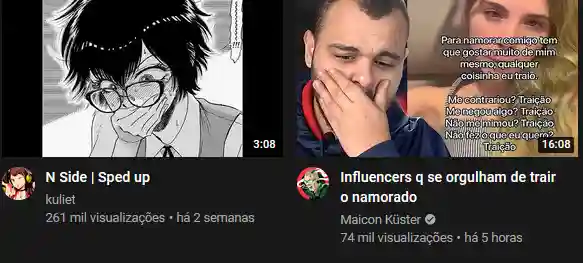 3:08
N Side | Sped up
kuliet
261 mil visualizações • há 2 semanas
Para namorar comigo tem
que gostar muito de mim
mesmo, qualquer
coisinha eu traio.
Me contrariou? Traição
Me negou algo? Traição
Não me mimou? Traição
Não fez o que eu quero?
Traição
16:08
Influencers q se orgulham de trair
o namorado
Maicon Küster
74 mil visualizações • há 5 horas